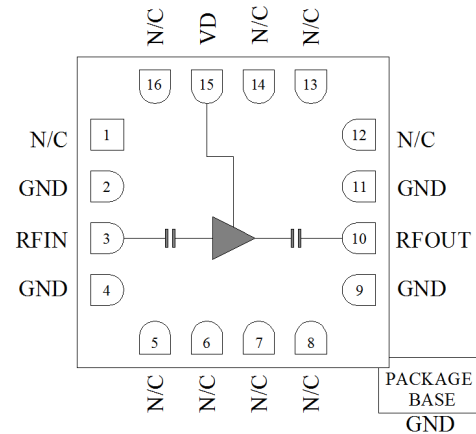 N/C VD N/C N/C
16 15 14 13
N/C 1 12 N/C
GND 2 11 GND
RFIN 3 10 RFOUT
GND 4 9 GND
5 6 7 8
N/C N/C N/C N/C
PACKAGE
BASE
GND